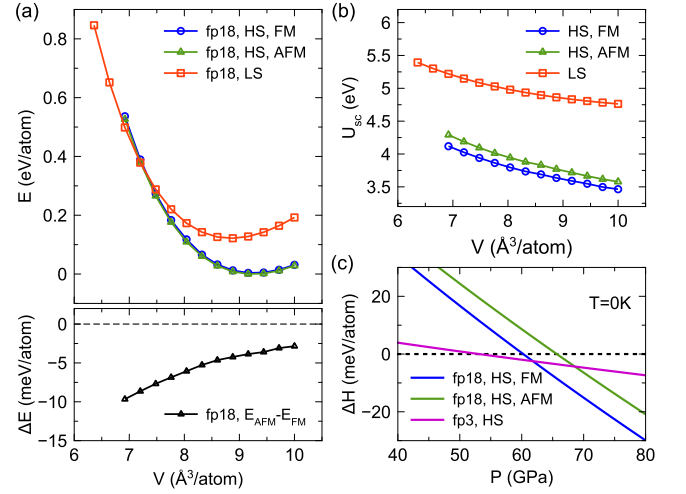 (a)
fp18, HS, FM
fp18, HS, AFM
fp18, LS
E (eV/atom)
0.8
0.6
0.4
0.2
0
ΔE (meV/atom)
0
−5
−10
−15
fp18, E_AFM-E_FM
6 7 8 9 10
V (Å³/atom)
(b)
HS, FM
HS, AFM
LS
U_sc (eV)
6
5.5
5
4.5
4
3.5
6 7 8 9 10
V (Å³/atom)
(c)
T=0K
ΔH (meV/atom)
20
0
−20
fp18, HS, FM
fp18, HS, AFM
fp3, HS
40 50 60 70 80
P (GPa)